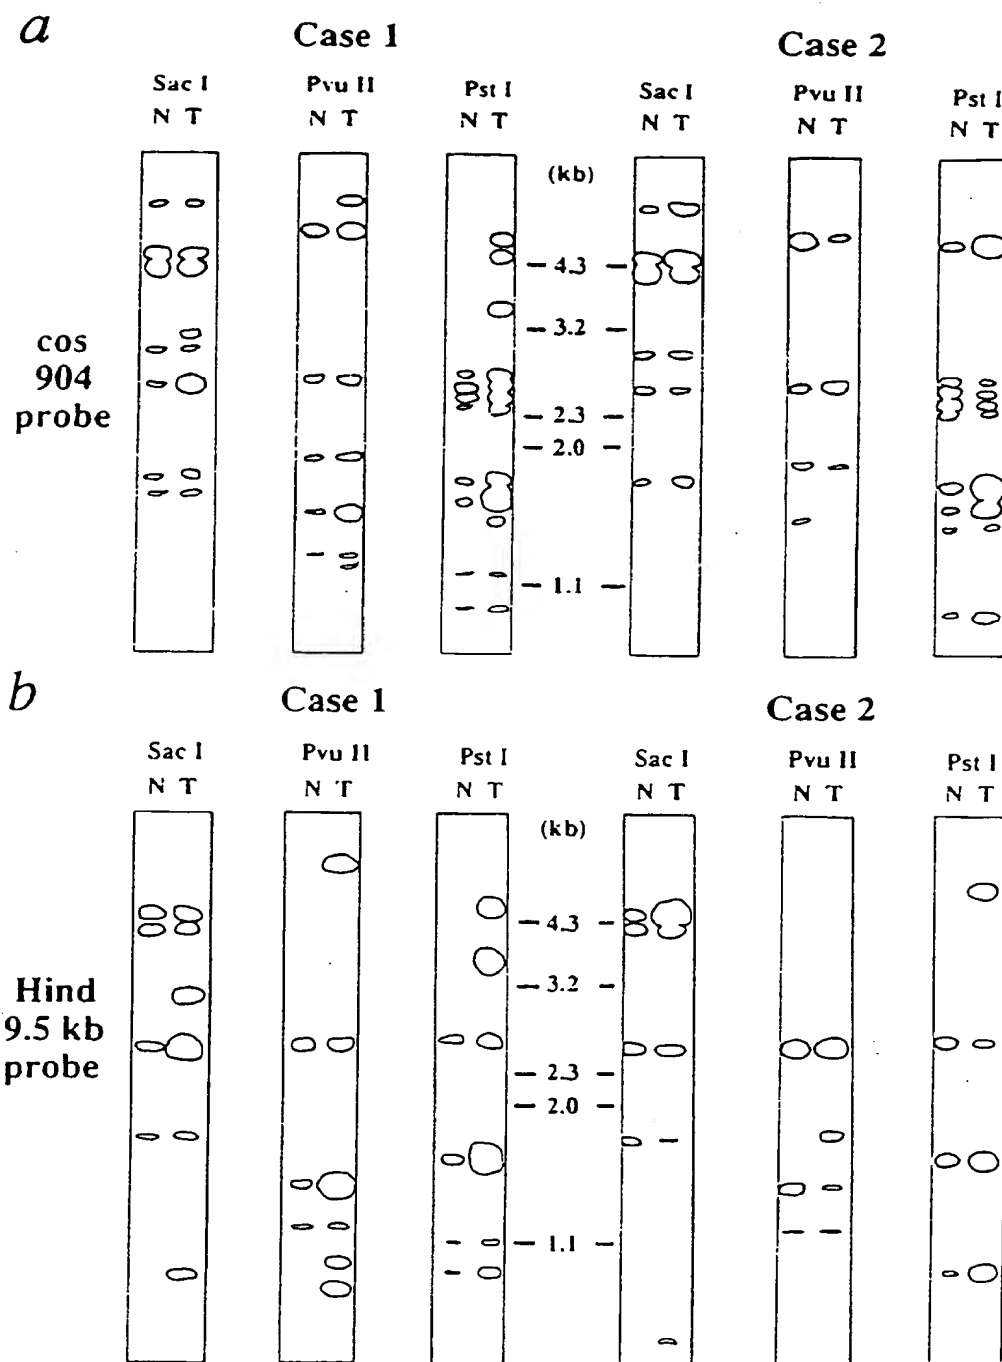 a
Case 1
Case 2
Sac I
Pvu II
Pst I
Sac I
Pvu II
Pst I
N T
N T
N T
N T
N T
N T
(kb)
4.3
3.2
2.3
2.0
1.1
cos
904
probe
b
Case 1
Case 2
Sac I
Pvu II
Pst I
Sac I
Pvu II
Pst I
N T
N T
N T
N T
N T
N T
(kb)
4.3
3.2
2.3
2.0
1.1
Hind
9.5 kb
probe